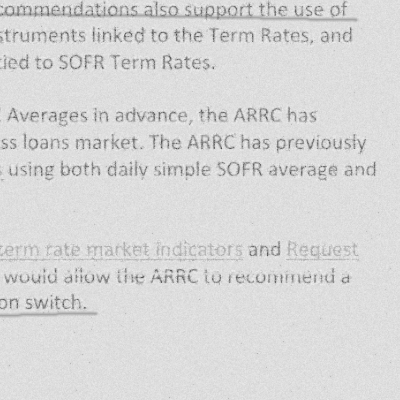 commendations also support the use of
struments linked to the Term Rates, and
tied to SOFR Term Rates.
Averages in advance, the ARRC has
ss loans market. The ARRC has previously
using both daily simple SOFR average and
term rate market indicators and Request
would allow the ARRC to recommend a
on switch.